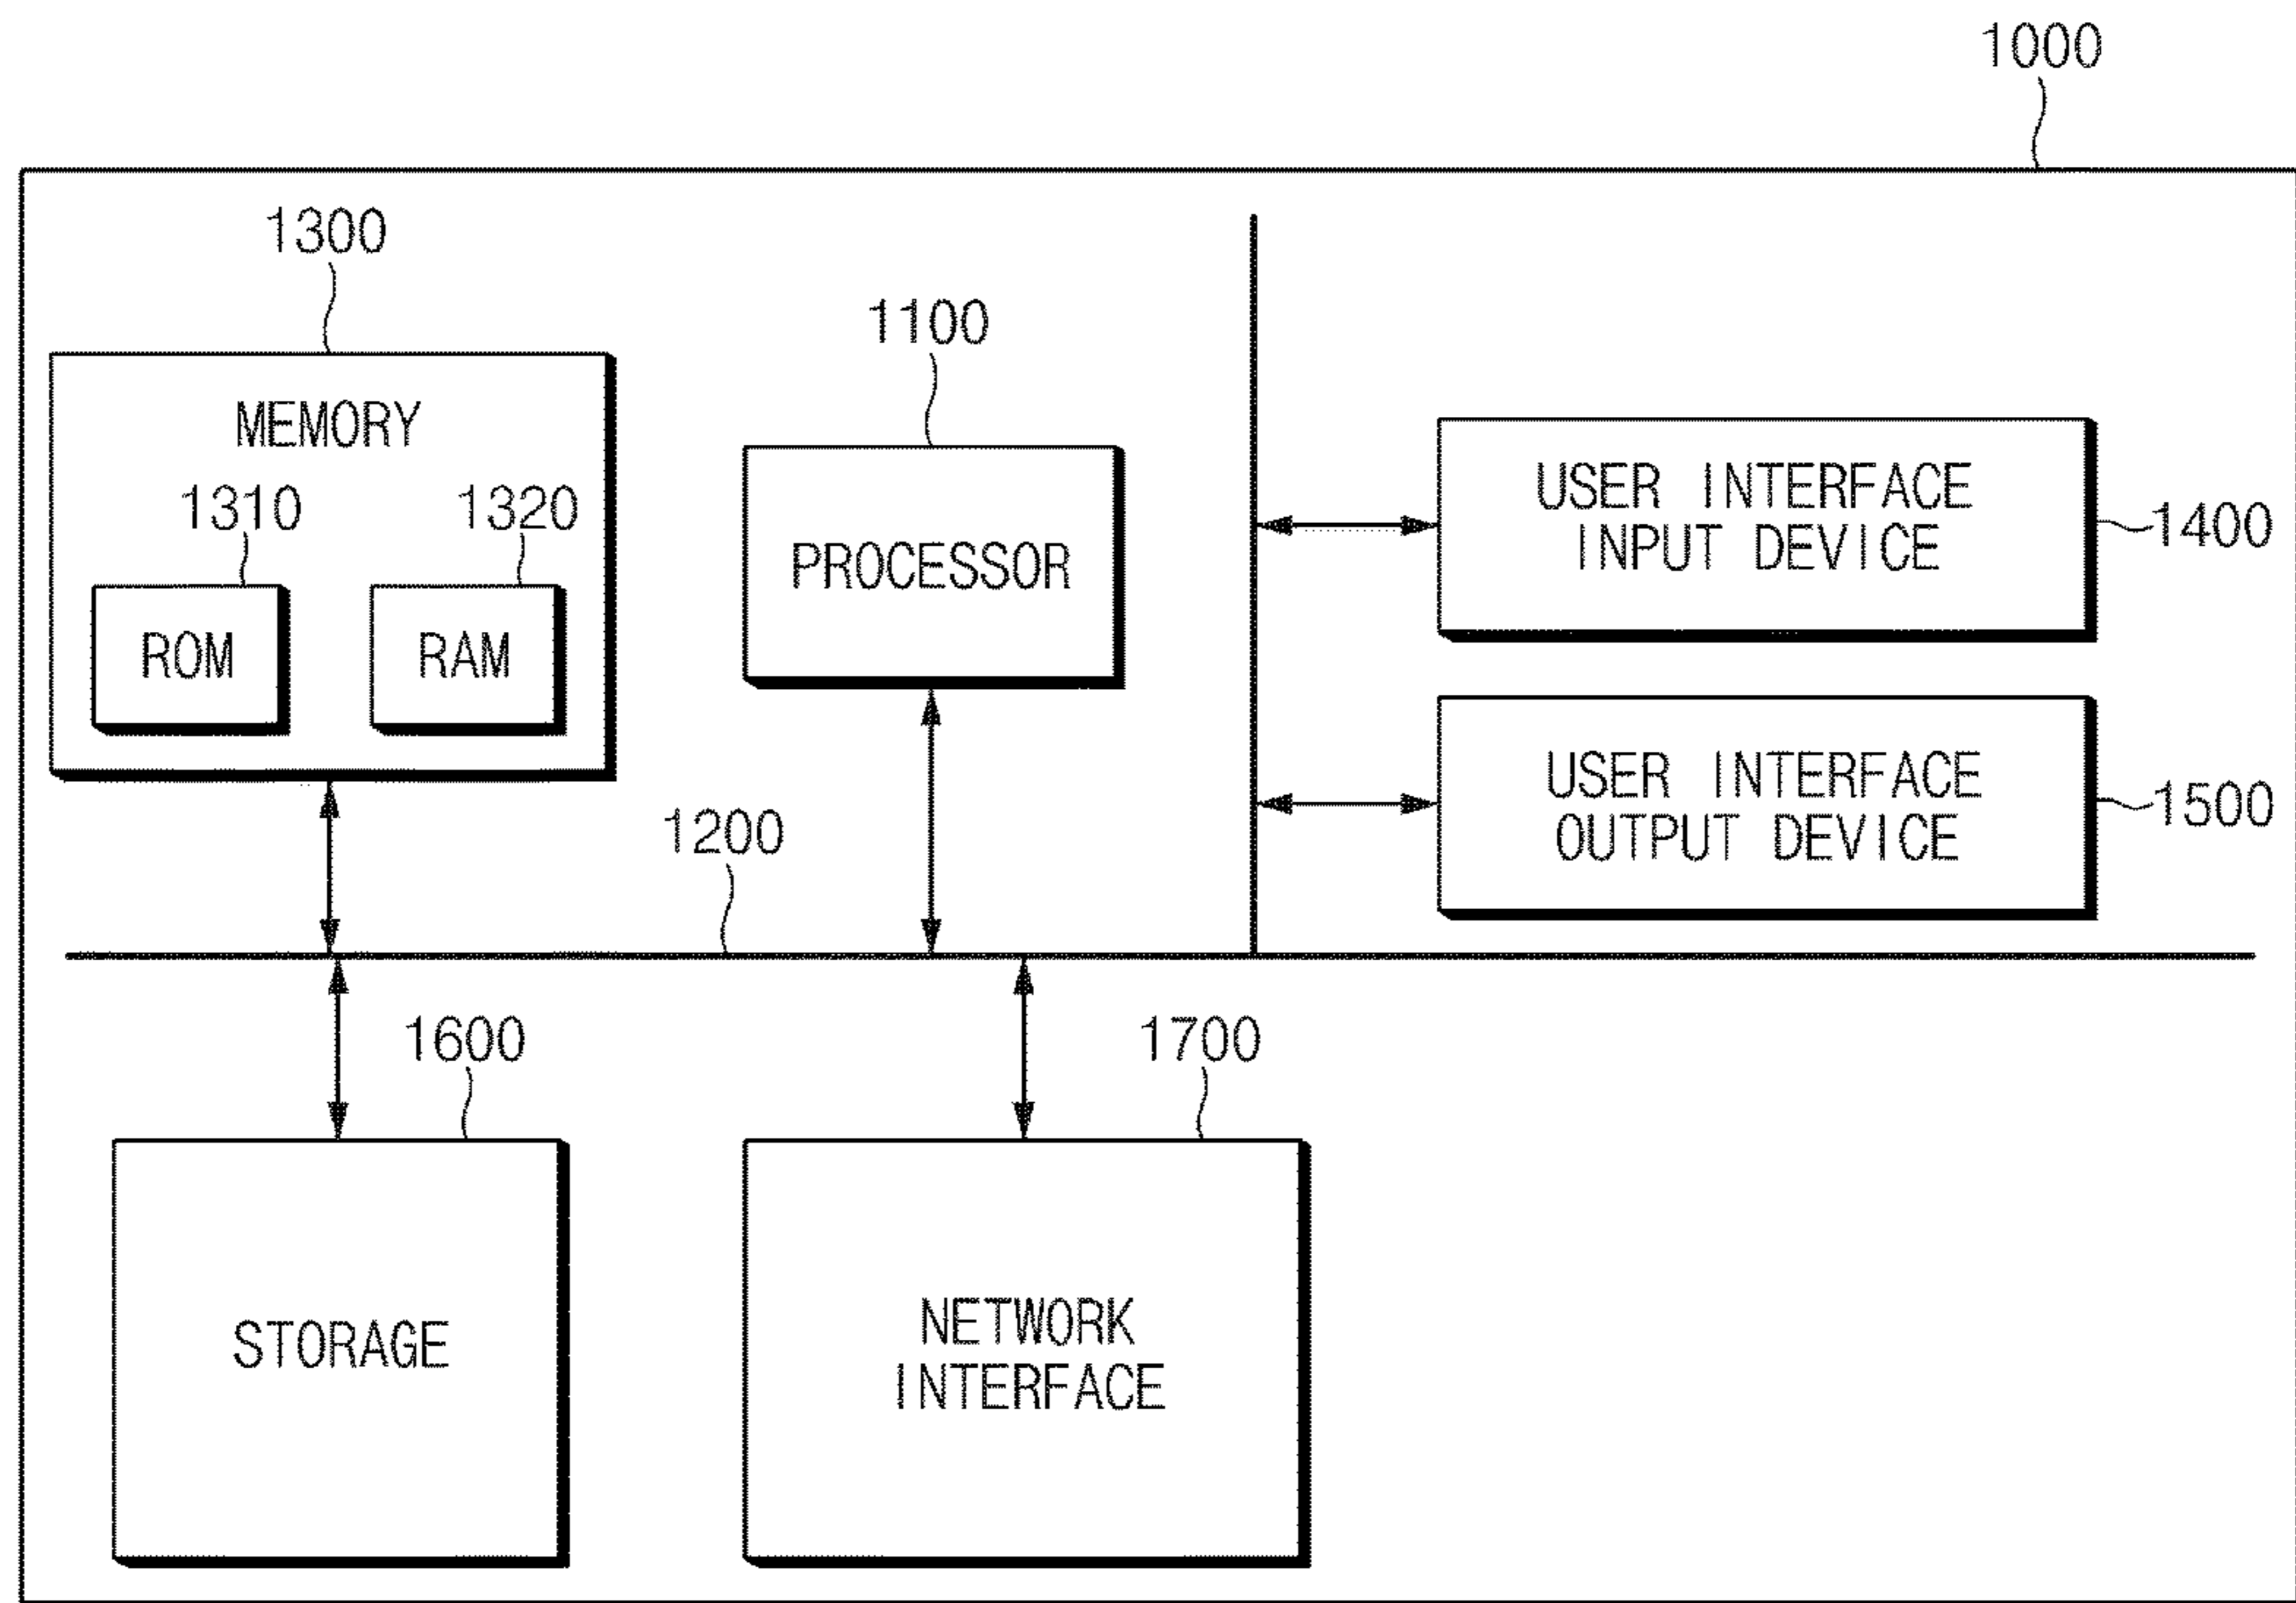 1000
1300
1100
MEMORY
1310
1320
ROM
RAM
PROCESSOR
USER INTERFACE
INPUT DEVICE
1400
USER INTERFACE
OUTPUT DEVICE
1500
1200
1600
1700
STORAGE
NETWORK
INTERFACE